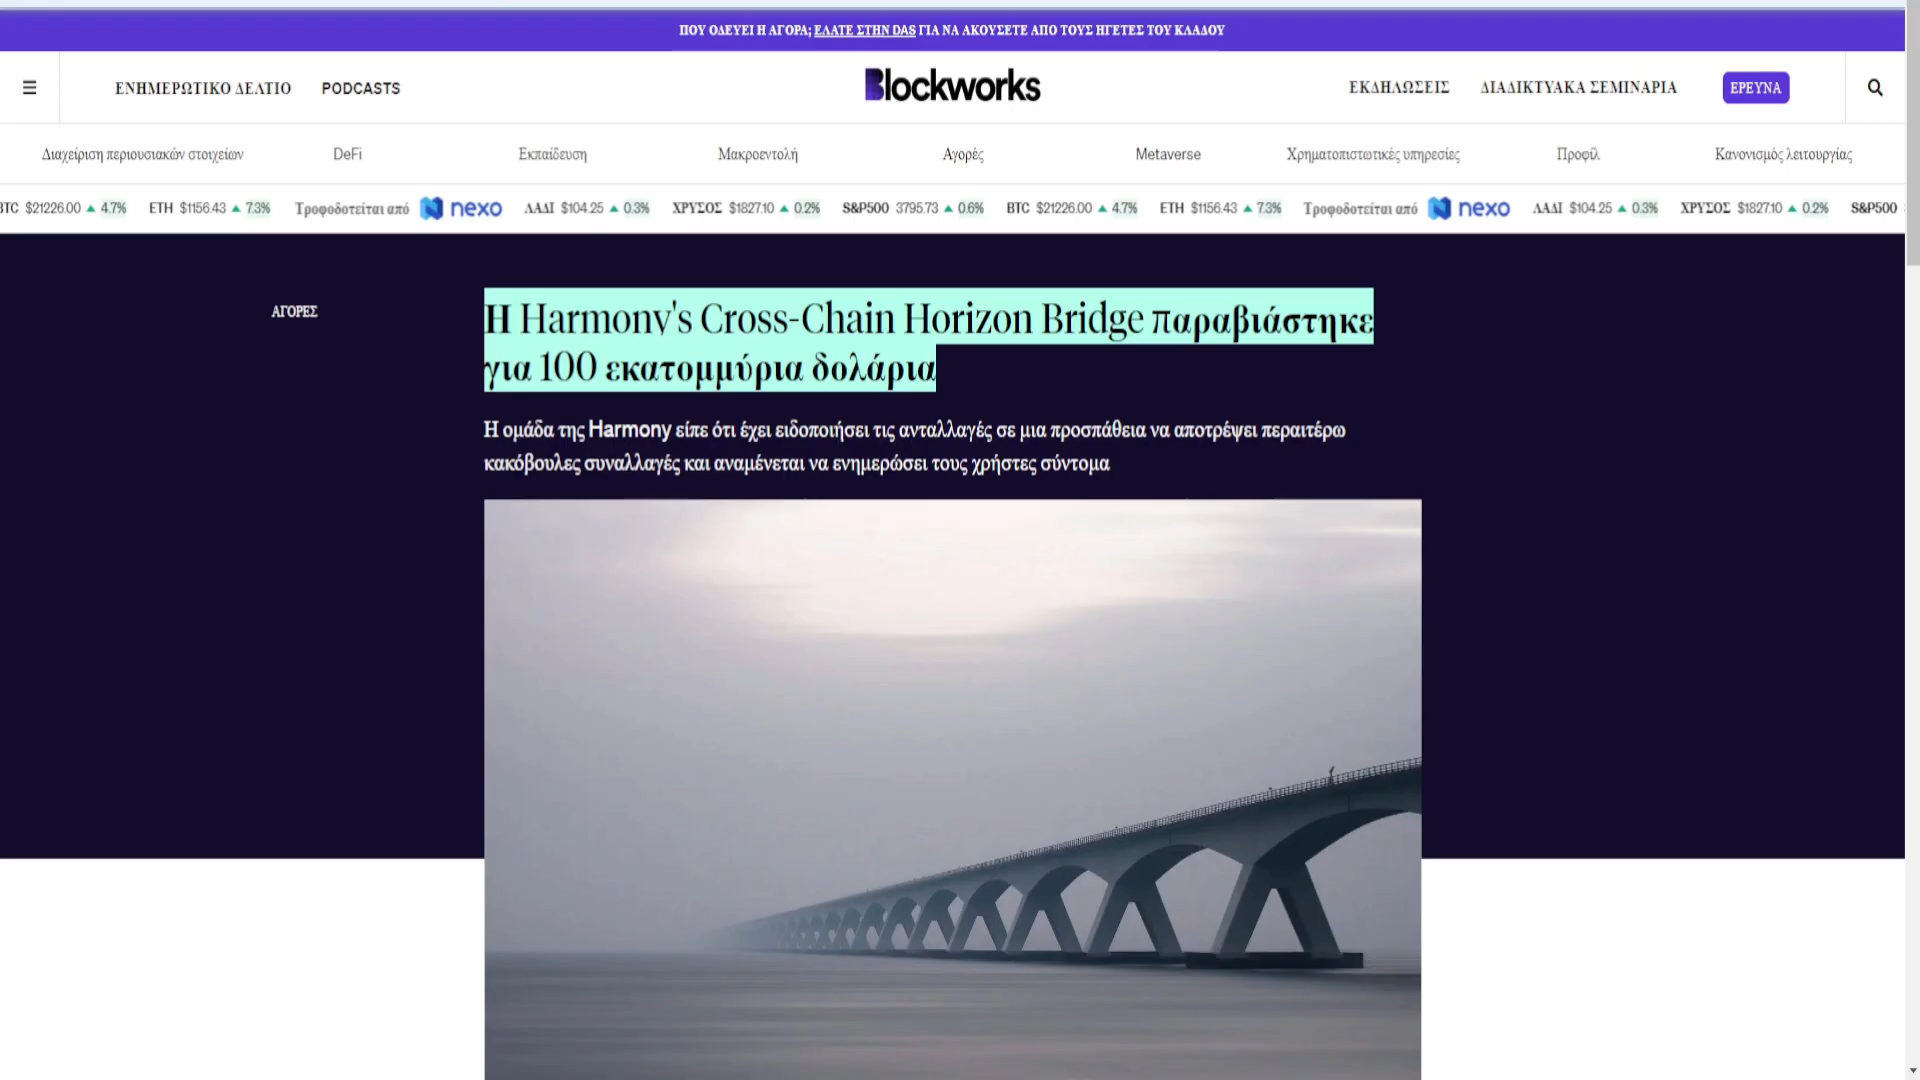 ΠΟΥ ΟΔΕΥΕΙ Η ΑΓΟΡΑ; ΕΛΑΤΕ ΣΤΗΝ DAS ΓΙΑ ΝΑ ΑΚΟΥΣΕΤΕ ΑΠΟ ΤΟΥΣ ΗΓΕΤΕΣ ΤΟΥ ΚΛΑΔΟΥ
ΕΝΗΜΕΡΩΤΙΚΟ ΔΕΛΤΙΟ PODCASTS Blockworks ΕΚΔΗΛΩΣΕΙΣ ΔΙΑΔΙΚΤΥΑΚΑ ΣΕΜΙΝΑΡΙΑ ΕΡΕΥΝΑ
Διαχείριση περιουσιακών στοιχείων DeFi Εκπαίδευση Μακροεντολή Αγορές Metaverse Χρηματοπιστωτικές υπηρεσίες Προφίλ Κανονισμός λειτουργίας
BTC $21226.00 ▲ 4.7% ETH $1156.43 ▲ 7.3% Τροφοδοτείται από nexo ΛΑΔΙ $104.25 ▲ 0.3% ΧΡΥΣΟΣ $1827.10 ▲ 0.2% S&P500 3795.73 ▲ 0.6% BTC $21226.00 ▲ 4.7% ETH $1156.43 ▲ 7.3% Τροφοδοτείται από nexo ΛΑΔΙ $104.25 ▲ 0.3% ΧΡΥΣΟΣ $1827.10 ▲ 0.2% S&P500
ΑΓΟΡΕΣ
Η Harmony's Cross-Chain Horizon Bridge παραβιάστηκε
για 100 εκατομμύρια δολάρια
Η ομάδα της Harmony είπε ότι έχει ειδοποιήσει τις ανταλλαγές σε μια προσπάθεια να αποτρέψει περαιτέρω
κακόβουλες συναλλαγές και αναμένεται να ενημερώσει τους χρήστες σύντομα